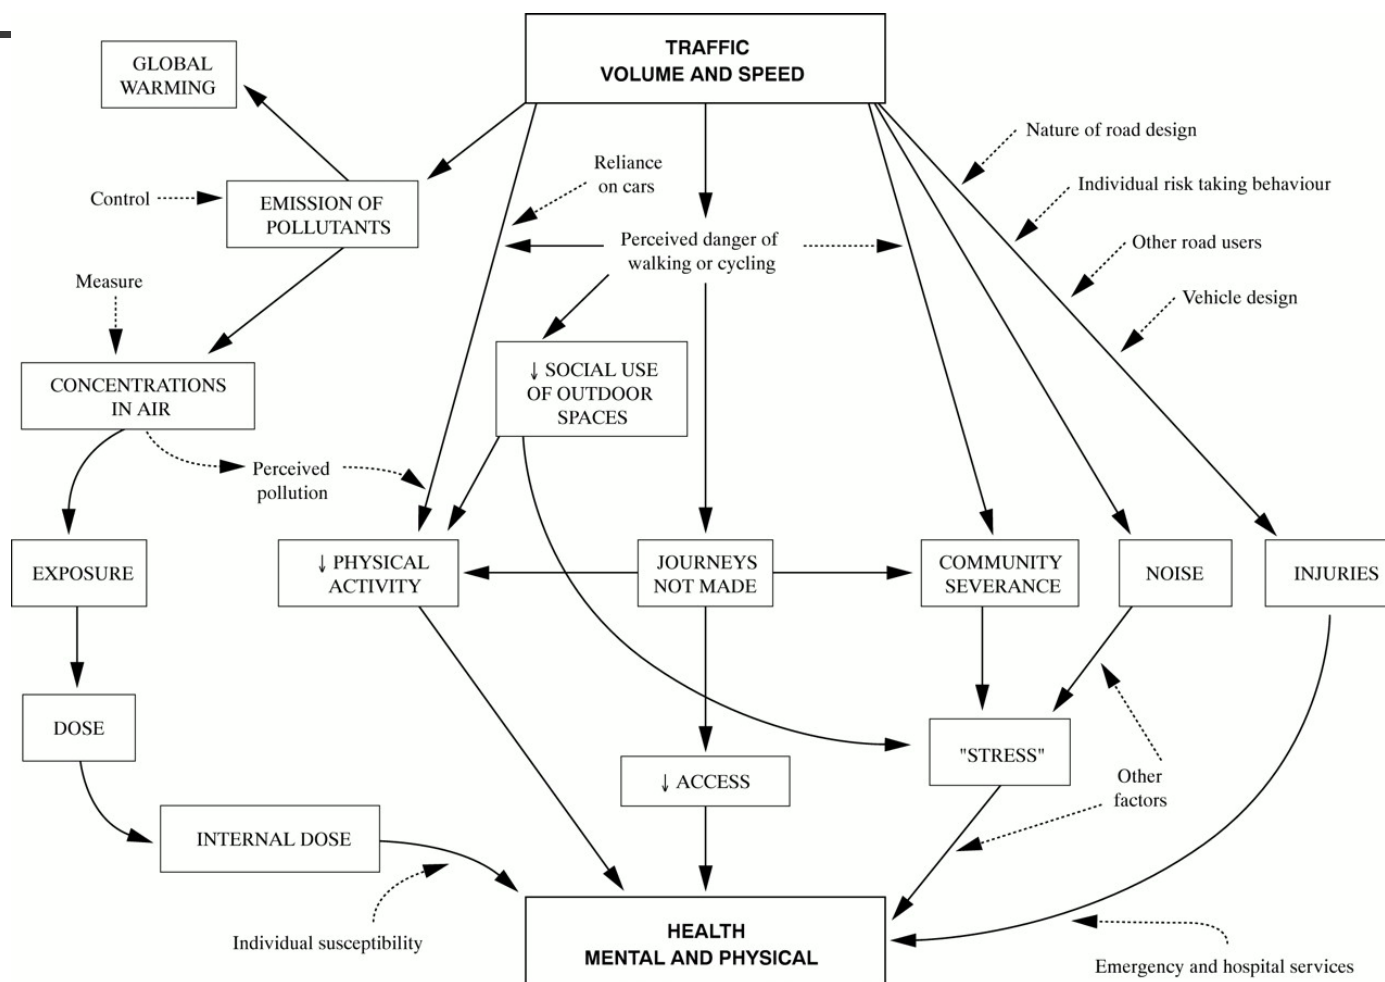 TRAFFIC
VOLUME AND SPEED
GLOBAL
WARMING
Nature of road design
Reliance
on cars
Individual risk taking behaviour
Control
EMISSION OF
POLLUTANTS
Perceived danger of
walking or cycling
Other road users
Measure
Vehicle design
CONCENTRATIONS
IN AIR
↓ SOCIAL USE
OF OUTDOOR
SPACES
Perceived
pollution
EXPOSURE
↓ PHYSICAL
ACTIVITY
JOURNEYS
NOT MADE
COMMUNITY
SEVERANCE
NOISE
INJURIES
DOSE
"STRESS"
↓ ACCESS
Other
factors
INTERNAL DOSE
Individual susceptibility
HEALTH
MENTAL AND PHYSICAL
Emergency and hospital services